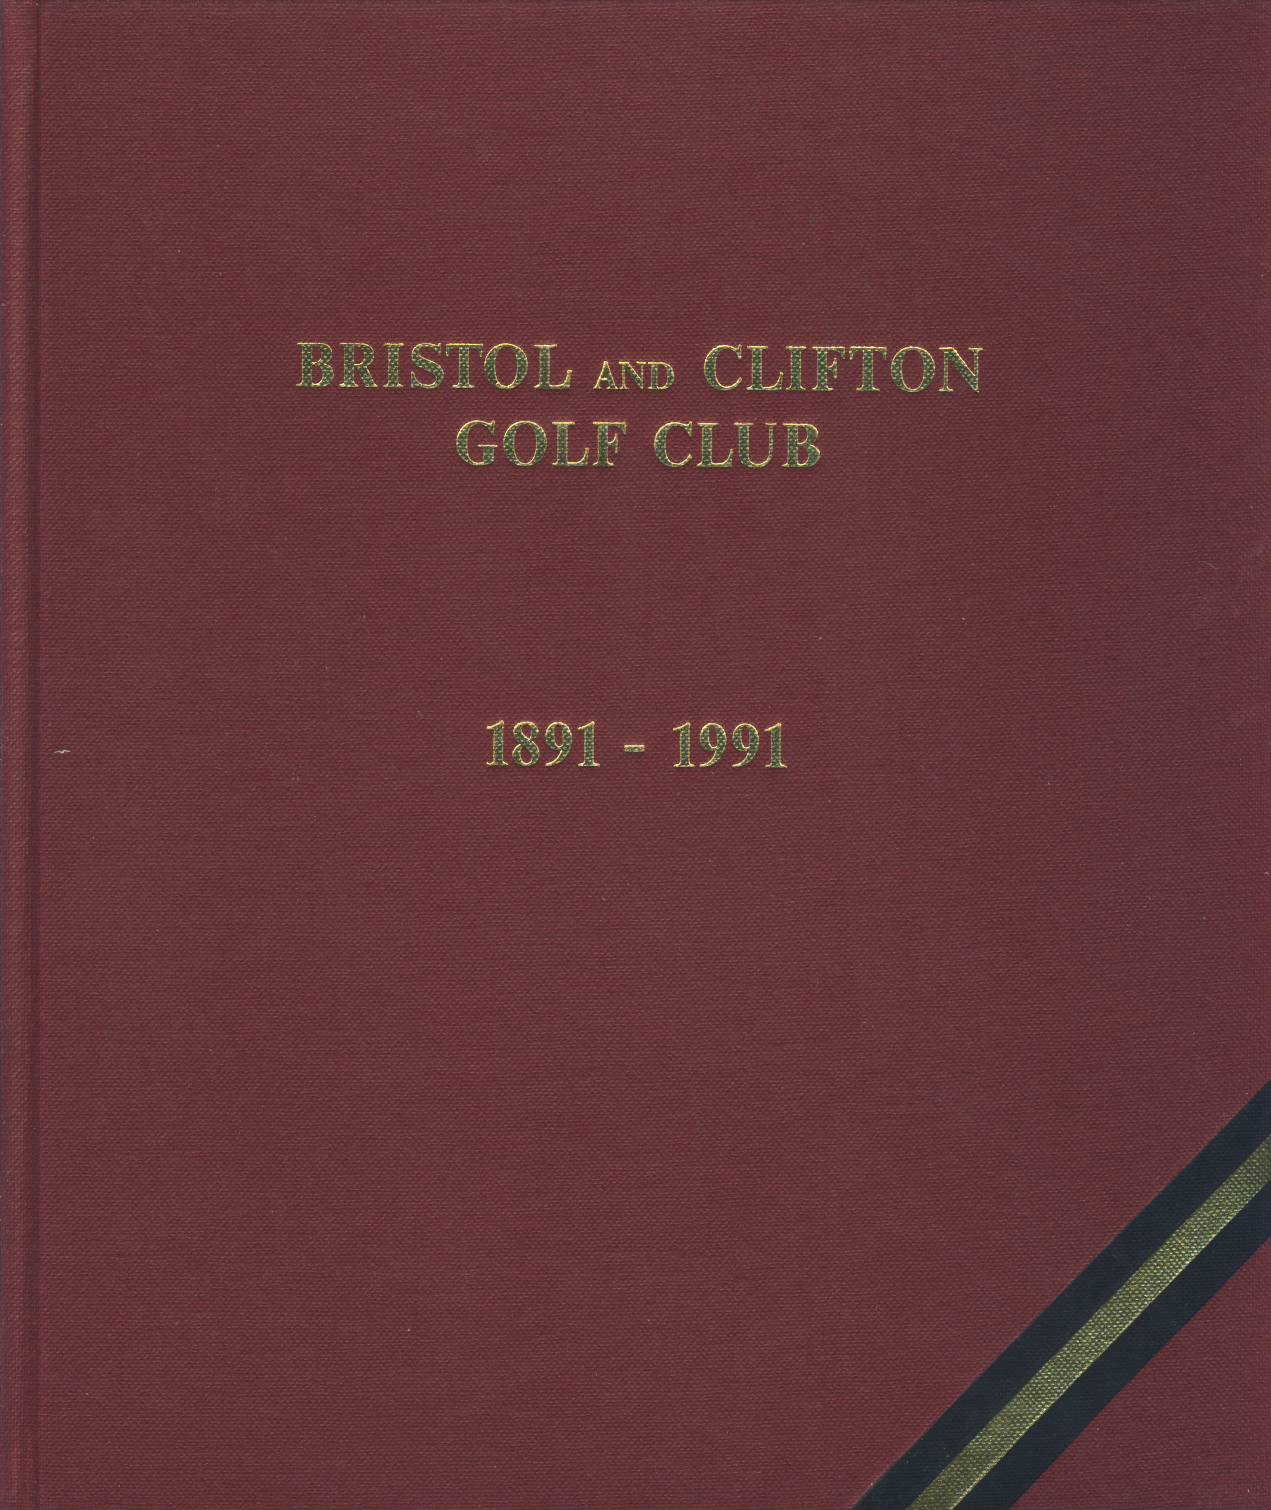 BRISTOL AND CLIFTON
GOLF CLUB
1891 - 1991